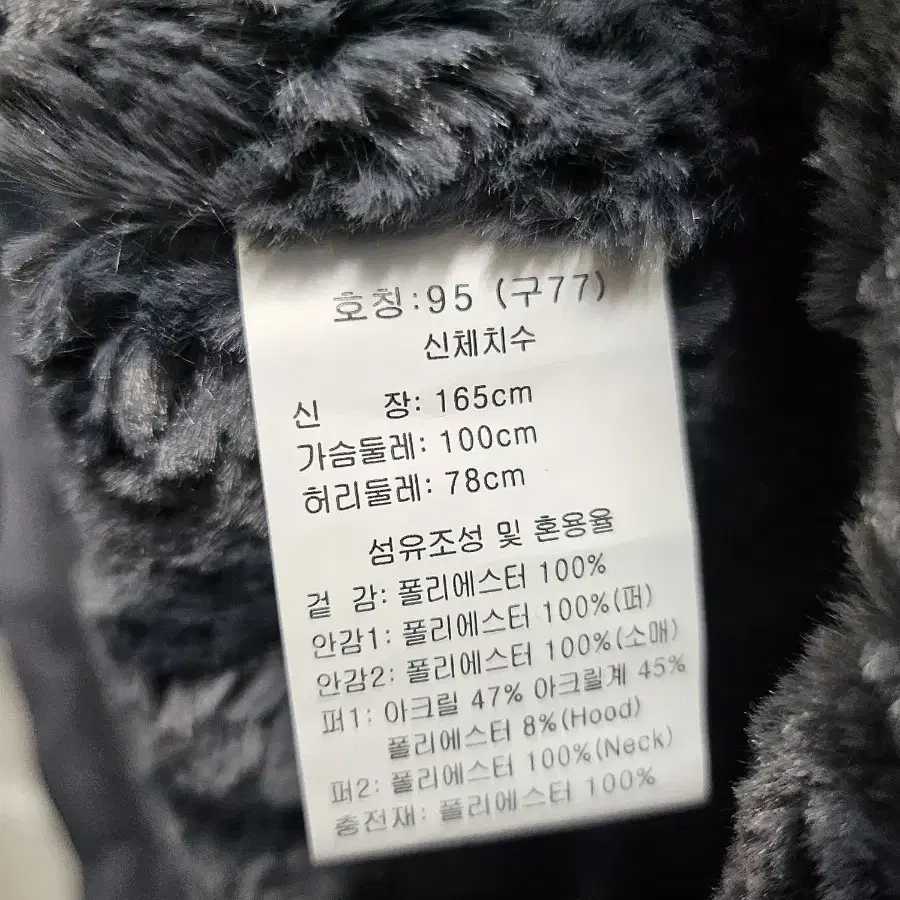 호칭:95 (구77)
신체치수
신 장: 165cm
가슴둘레: 100cm
허리둘레: 78cm
섬유조성 및 혼용율
겉 감: 폴리에스터 100%
안감1: 폴리에스터 100%(퍼)
안감2: 폴리에스터 100%(소매)
퍼1: 아크릴 47% 아크릴계 45%
폴리에스터 8%(Hood)
퍼2: 폴리에스터 100%(Neck)
충전재: 폴리에스터 100%